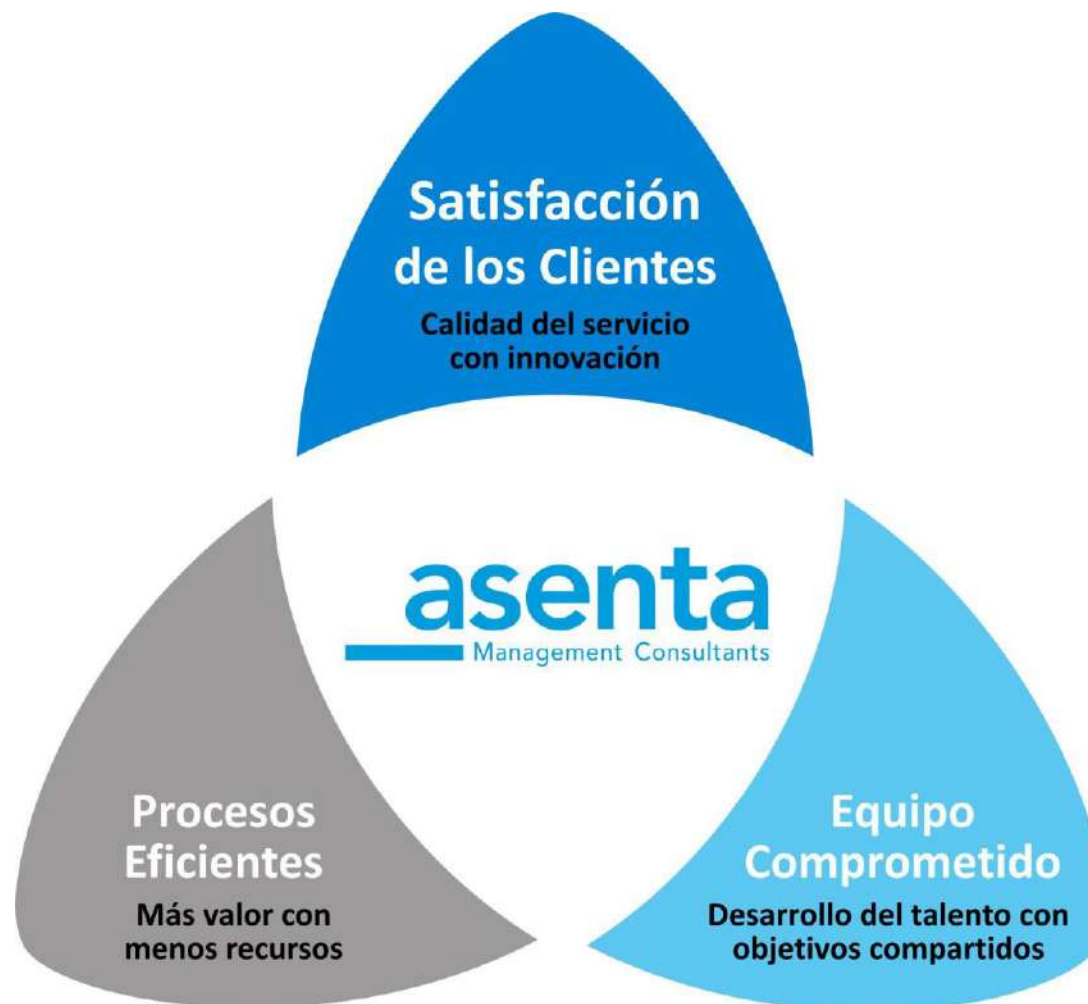 Satisfacción
de los Clientes
Calidad del servicio
con innovación
asenta
Management Consultants
Procesos
Eficientes
Más valor con
menos recursos
Equipo
Comprometido
Desarrollo del talento con
objetivos compartidos